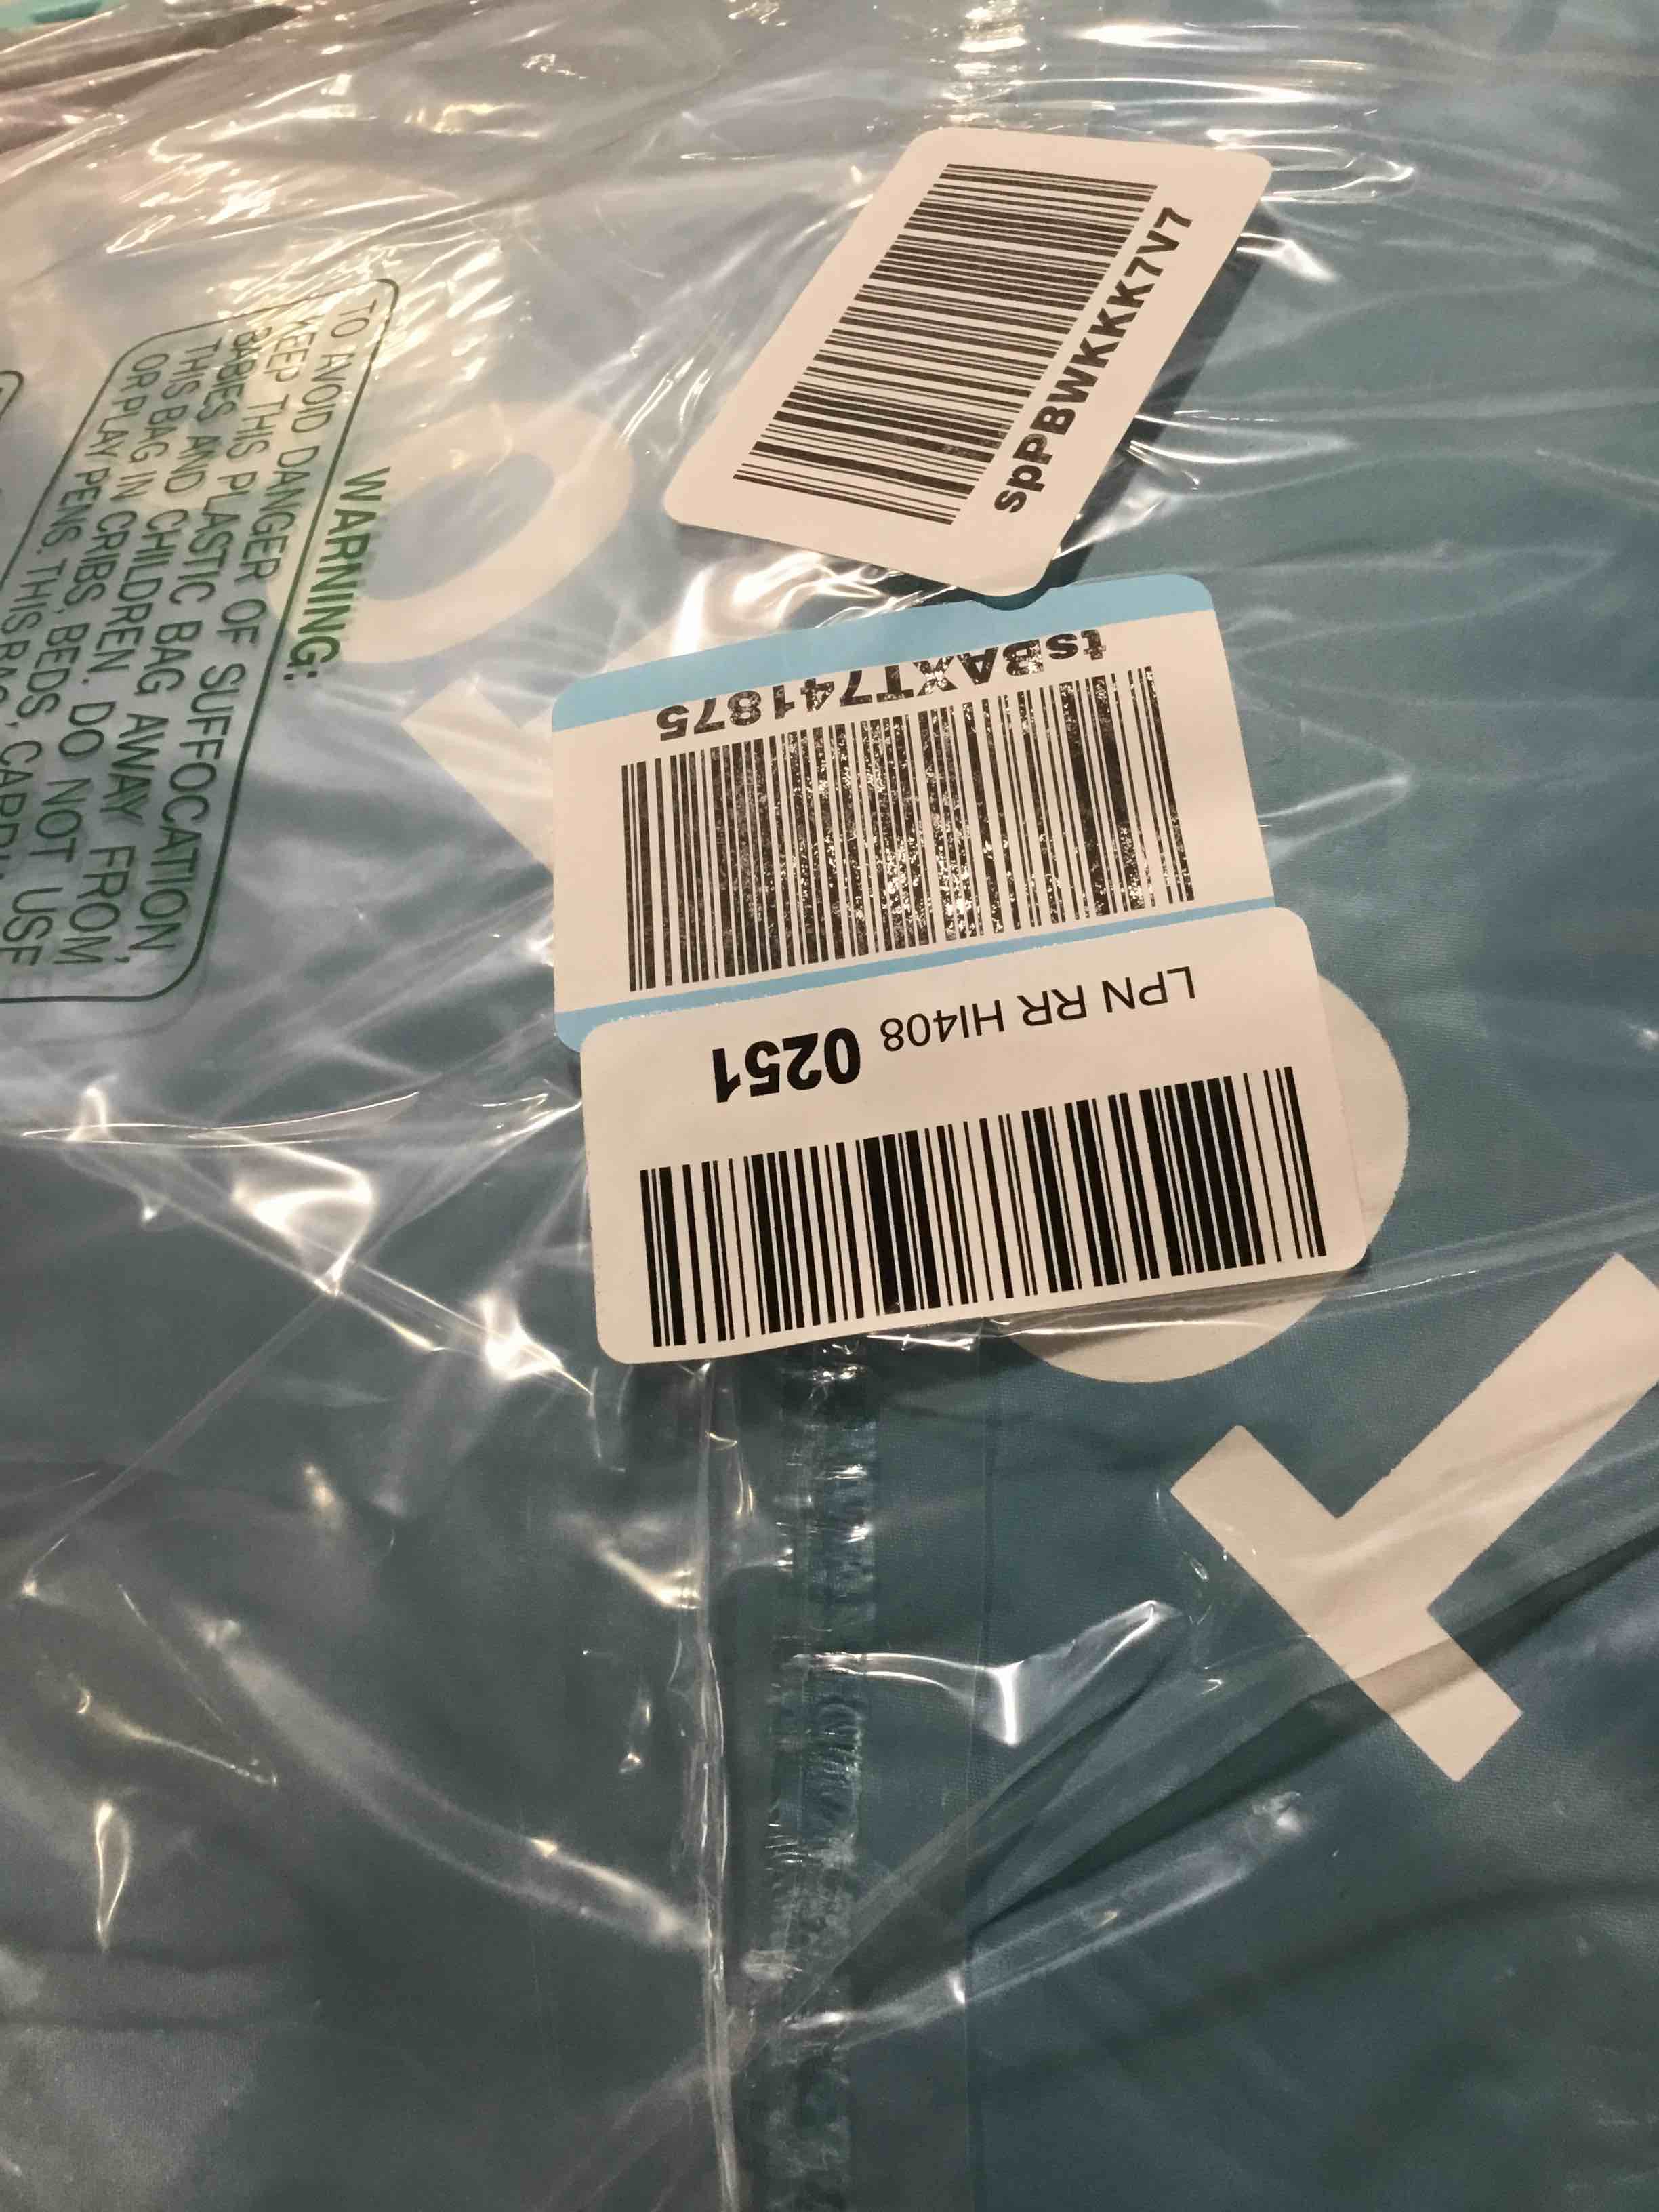 spPBWKKK7V7
tsBAXT741875
LPN RR HI408 0251
WARNING:
TO AVOID DANGER OF SUFFOCATION,
KEEP THIS PLASTIC BAG AWAY FROM
BABIES AND CHILDREN. DO NOT USE
THIS BAG IN CRIBS, BEDS,
OR PLAY PENS. THIS